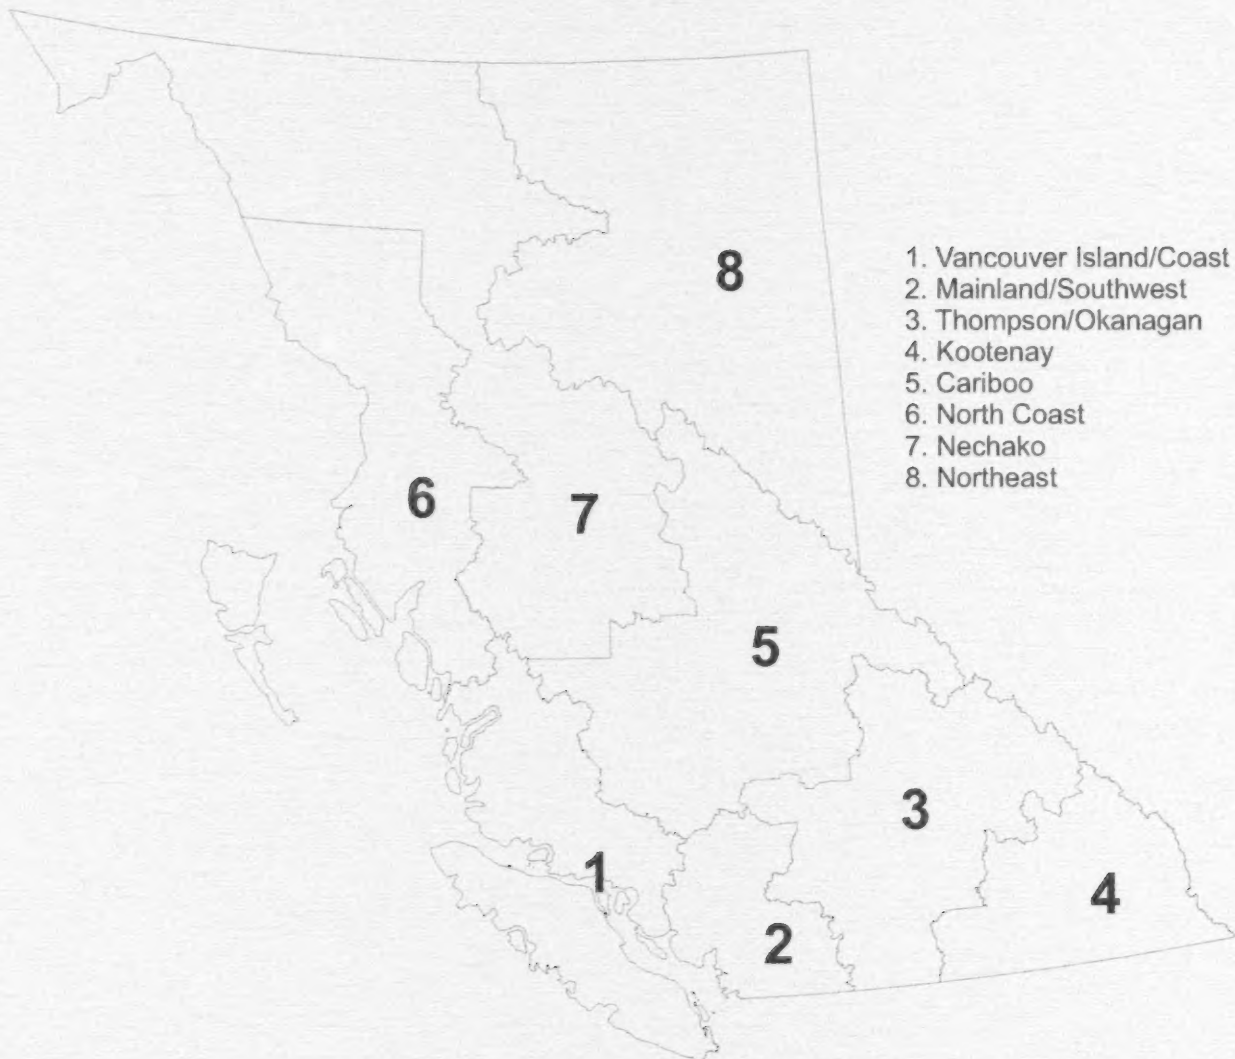 8
1. Vancouver Island/Coast
2. Mainland/Southwest
3. Thompson/Okanagan
4. Kootenay
5. Cariboo
6. North Coast
7. Nechako
8. Northeast
6
7
5
3
1
4
2